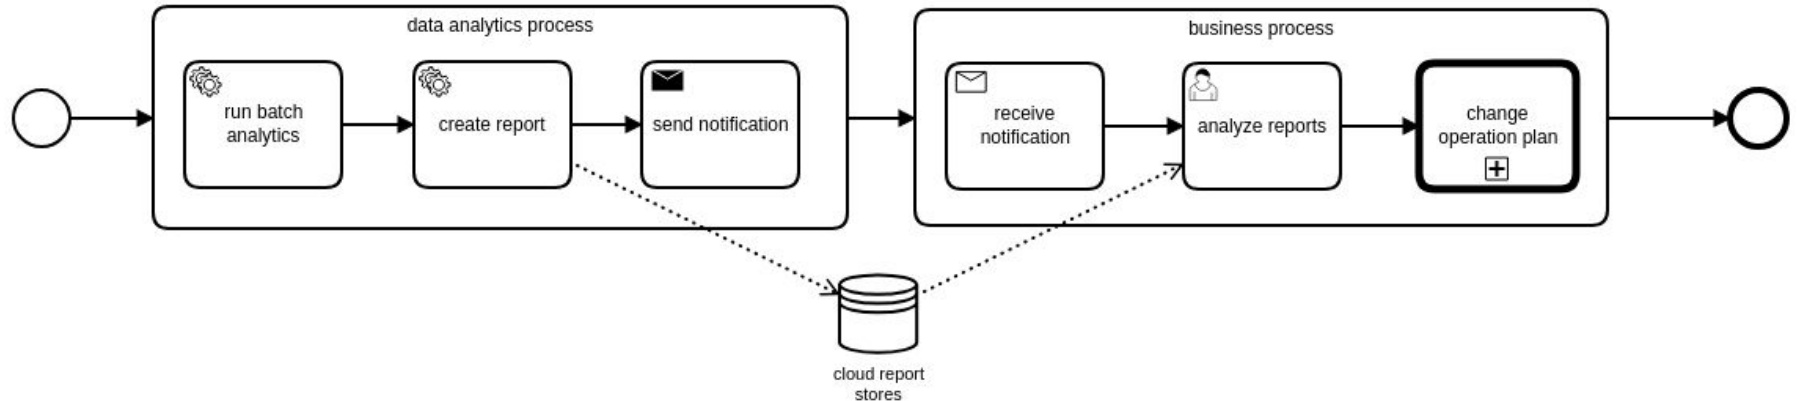 data analytics process
run batch
analytics
create report
send notification
business process
receive
notification
analyze reports
change
operation plan
cloud report
stores